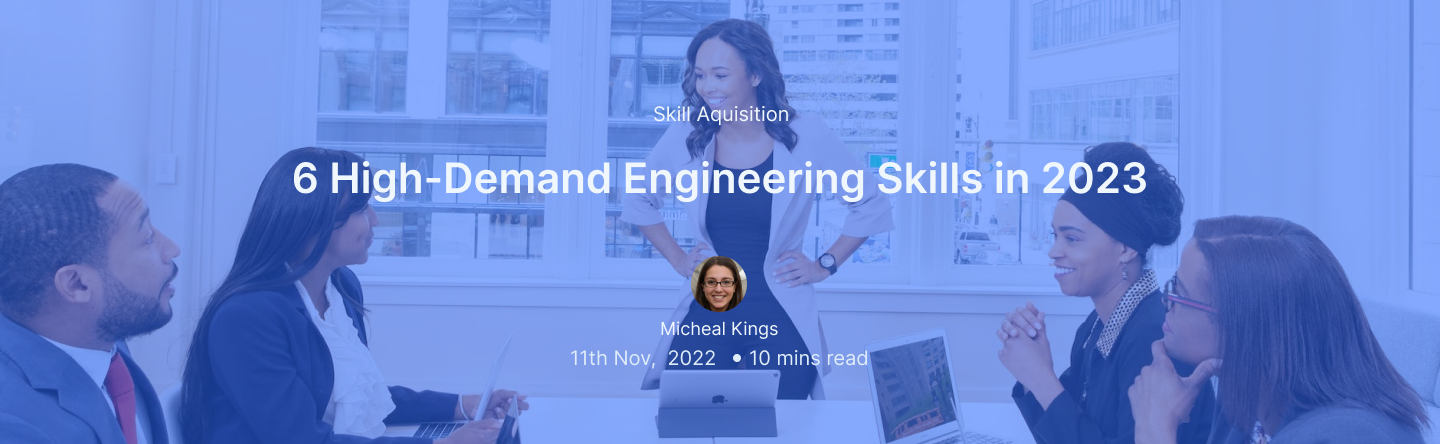 Skill Aquisition
6 High-Demand Engineering Skills in 2023
Micheal Kings
11th Nov, 2022 • 10 mins read